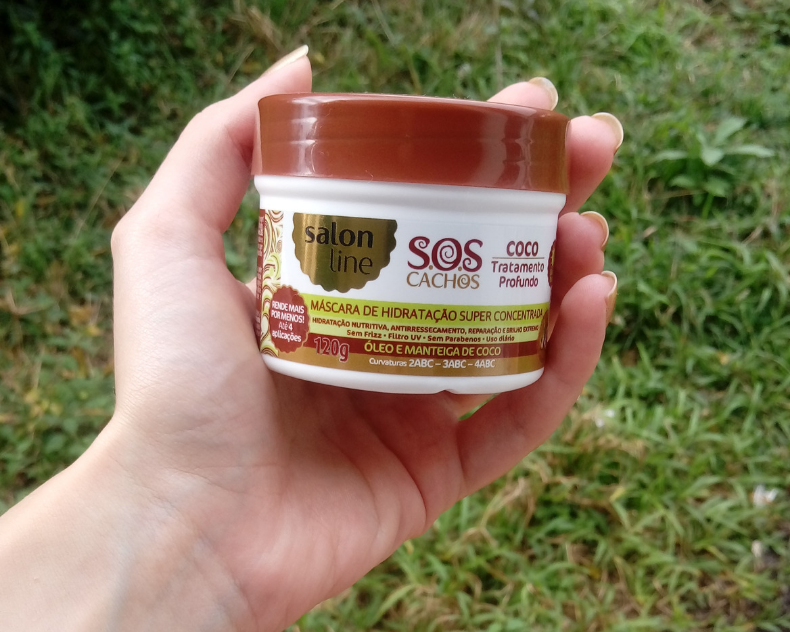 salon
line
S.O.S
CACHOS
COCO
Tratamento
Profundo
RENDE MAIS
POR MENOS!
Até 4
aplicações
MÁSCARA DE HIDRATAÇÃO SUPER CONCENTRADA
HIDRATAÇÃO NUTRITIVA, ANTIRRESSECAMENTO, REPARAÇÃO E BRILHO EXTREMO
Sem Frizz • Filtro UV • Sem Parabenos • Uso diário
120g
ÓLEO E MANTEIGA DE COCO
Curvaturas 2ABC – 3ABC – 4ABC